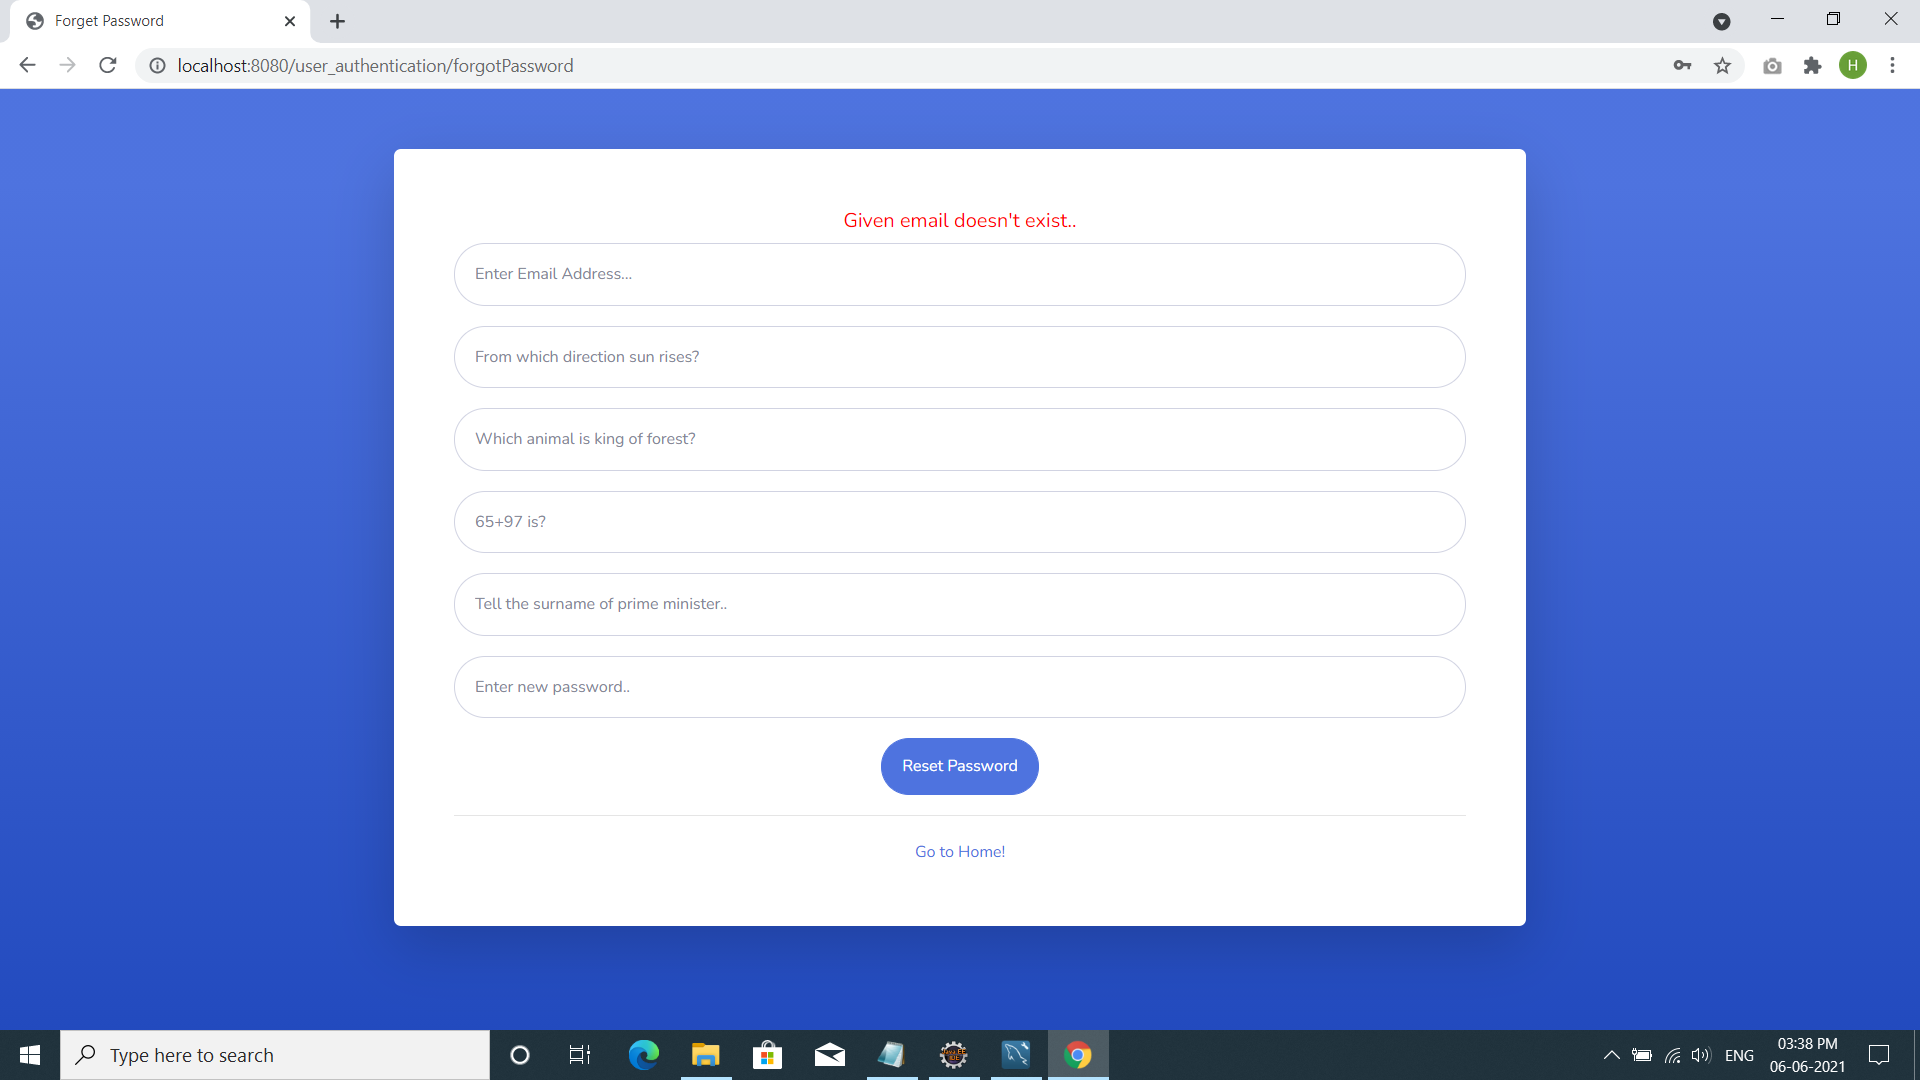 Forget Password
localhost:8080/user_authentication/forgotPassword
H
Given email doesn't exist..
Enter Email Address...
From which direction sun rises?
Which animal is king of forest?
65+97 is?
Tell the surname of prime minister..
Enter new password..
Reset Password
Go to Home!
Type here to search
ENG
03:38 PM
06-06-2021